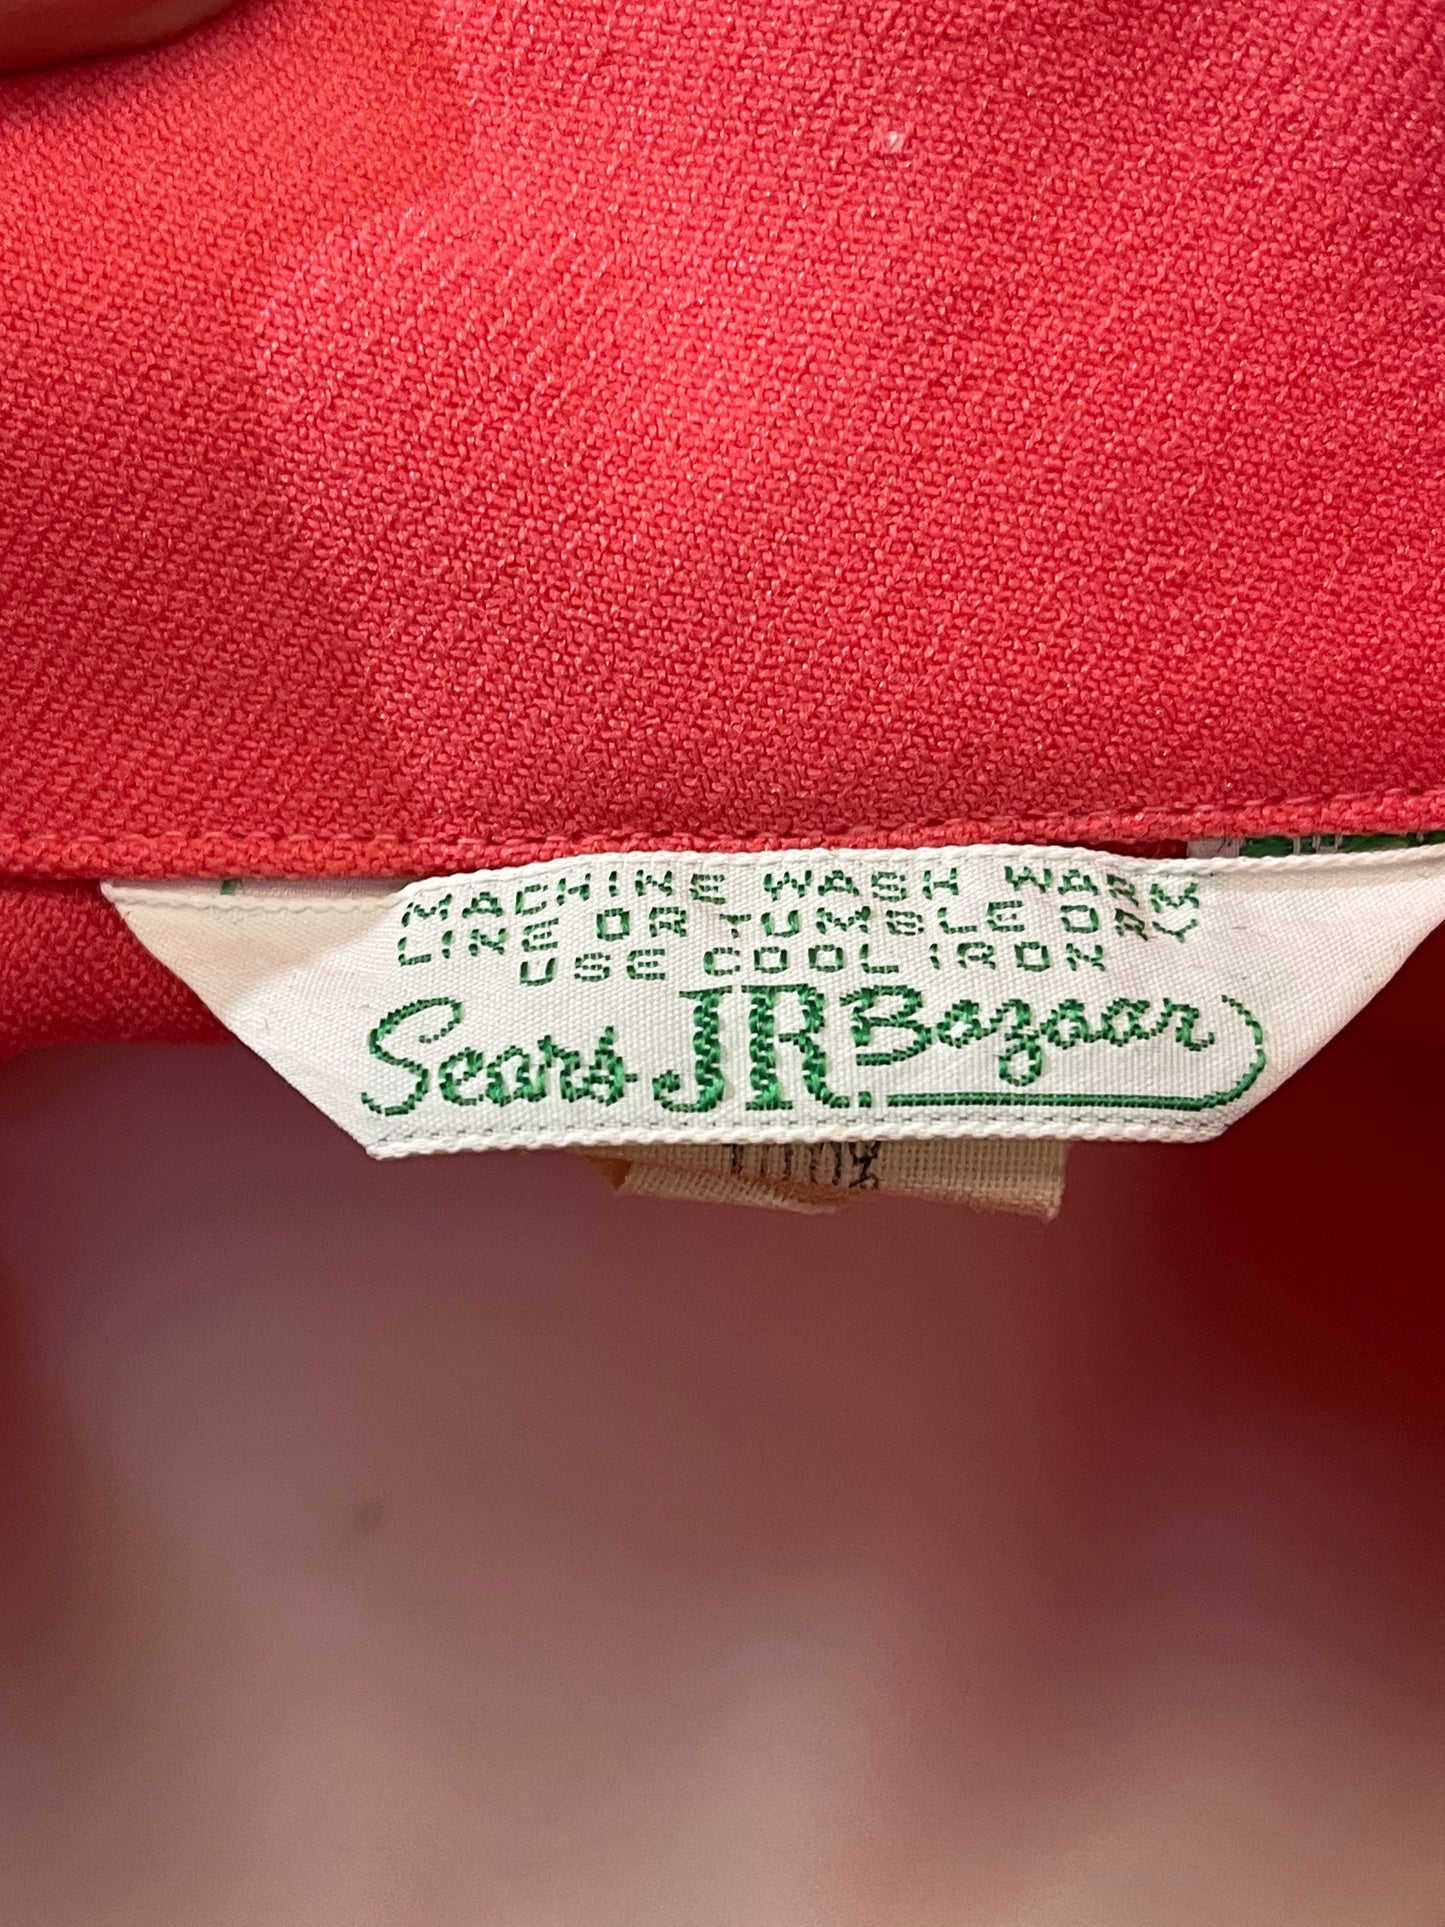 MACHINE WASH WARM
LINE OR TUMBLE DRY
USE COOL IRON
Sears JR. Bazaar